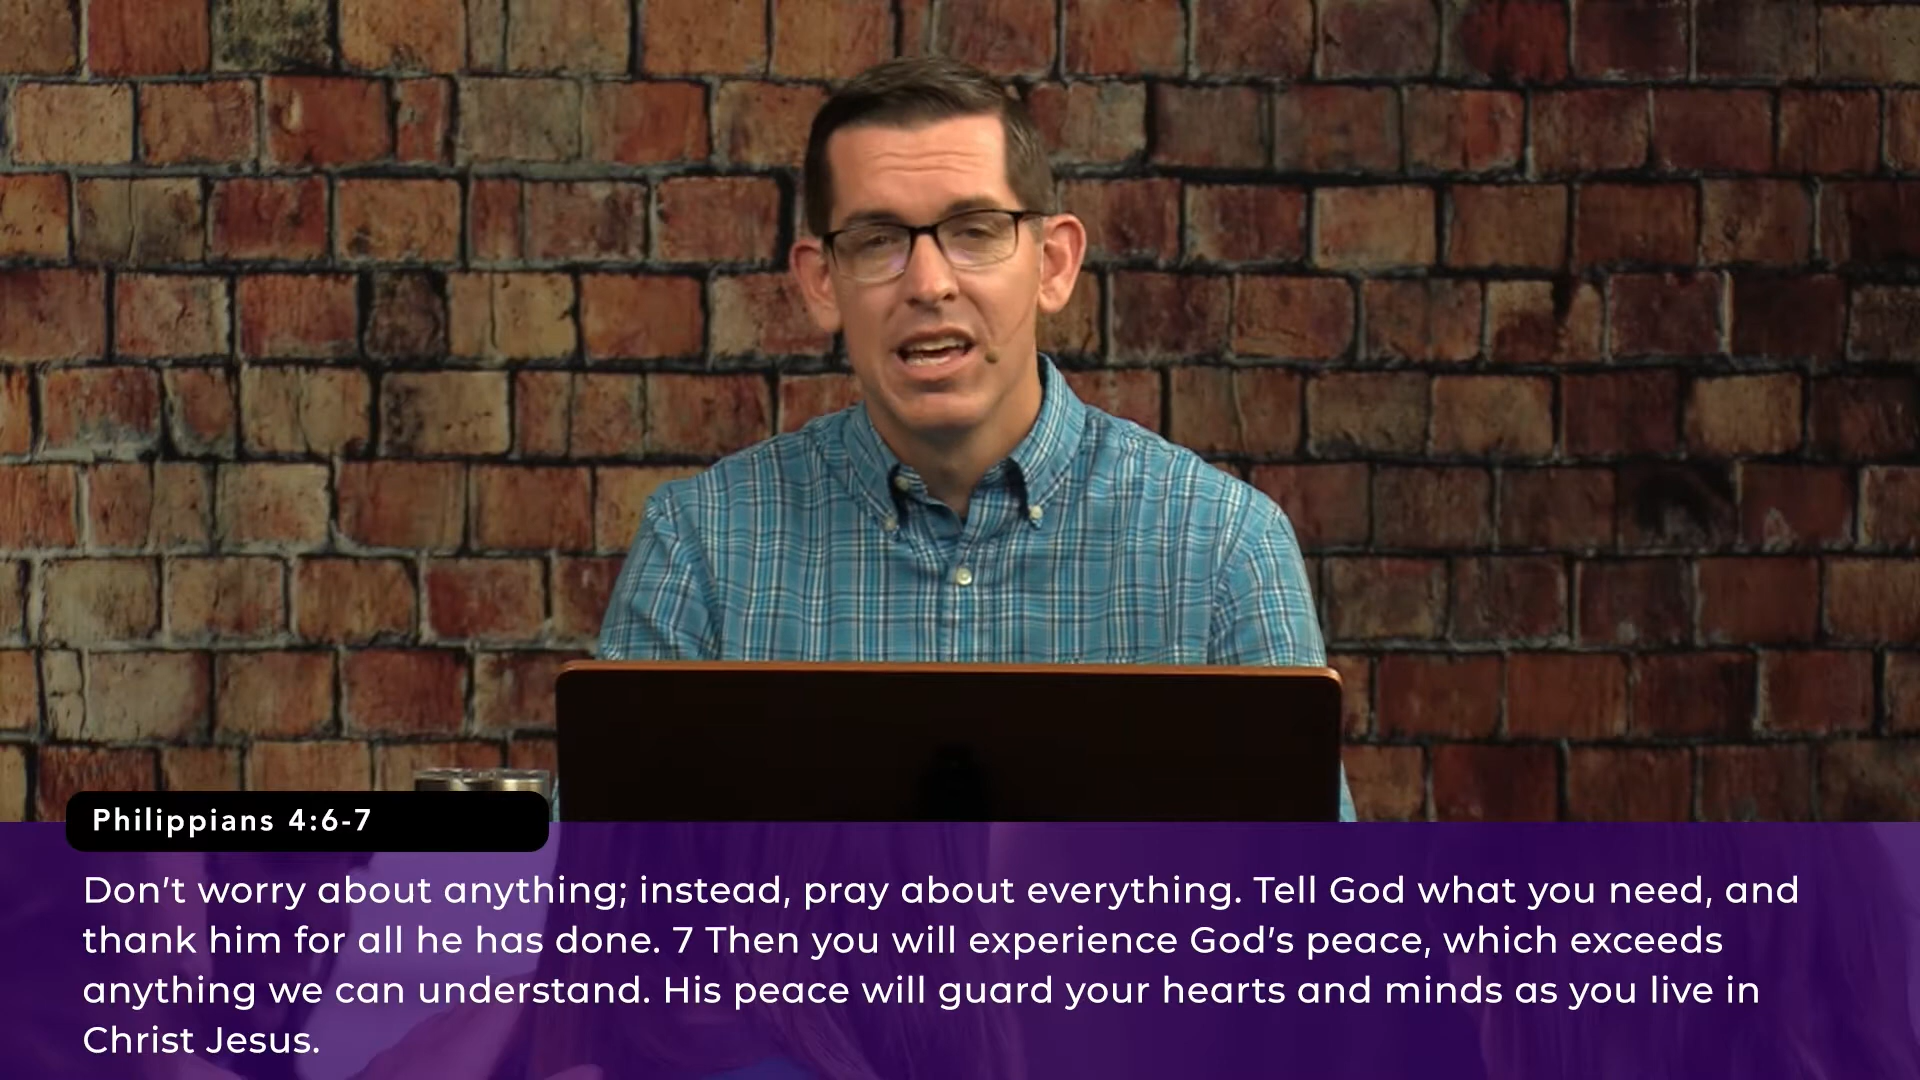 Philippians 4:6-7
Don’t worry about anything; instead, pray about everything. Tell God what you need, and
thank him for all he has done. 7 Then you will experience God’s peace, which exceeds
anything we can understand. His peace will guard your hearts and minds as you live in
Christ Jesus.